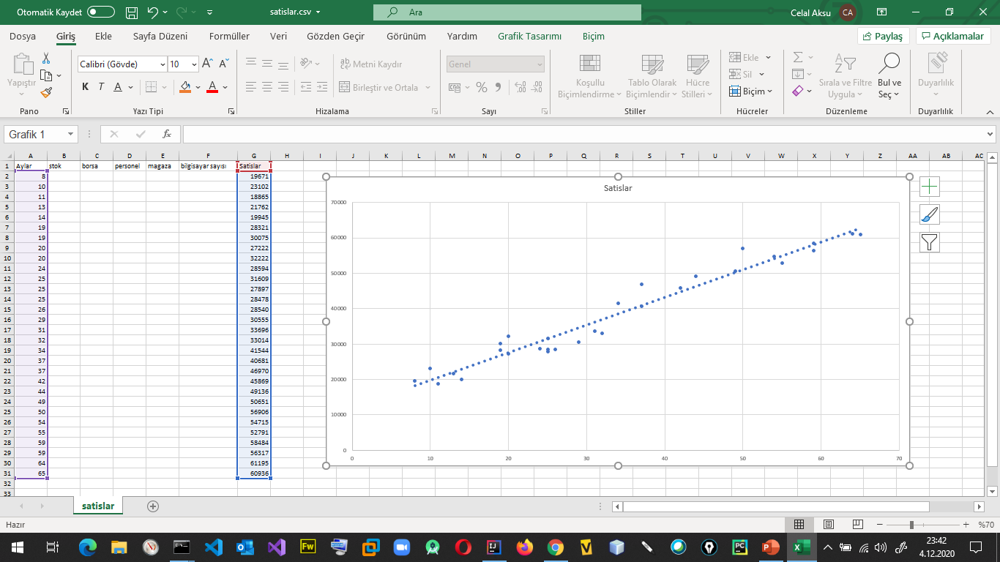 Otomatik Kaydet satislar.csv Ara Celal Aksu CA
Dosya Giriş Ekle Sayfa Düzeni Formüller Veri Gözden Geçir Görünüm Yardım Grafik Tasarımı Biçim Paylaş Açıklamalar
Yapıştır
Calibri (Gövde) 10
K T A
Metni Kaydır
Birleştir ve Ortala
Genel
Koşullu Biçimlendirme
Tablo Olarak Biçimlendir
Hücre Stilleri
Ekle
Sil
Biçim
Sırala ve Filtre Uygula
Bul ve Seç
Duyarlılık
Pano Yazı Tipi Hizalama Sayı Stiller Hücreler Düzenleme Duyarlılık
Grafik 1 fx
A B C D E F G H I J K L M N O P Q R S T U V W X Y Z AA AB AC
1 Aylar stok borsa personel magaza bilgisayar sayısı Satislar
2 8 19671
3 10 23102
4 11 18865
5 13 21762
6 14 19945
7 19 28321
8 19 30075
9 20 27222
10 20 32222
11 24 28594
12 25 31609
13 25 27897
14 25 28478
15 26 28540
16 29 30555
17 31 33696
18 32 33014
19 34 41544
20 37 40681
21 37 46970
22 42 45869
23 44 49136
24 49 50651
25 50 56906
26 54 54715
27 55 52791
28 59 58484
29 59 56317
30 64 61195
31 65 60936
32
33
Satislar
70000
60000
50000
40000
30000
20000
10000
0
0 10 20 30 40 50 60 70
satislar
Hazır %70
Fw
IJ
PC
23:42
4.12.2020